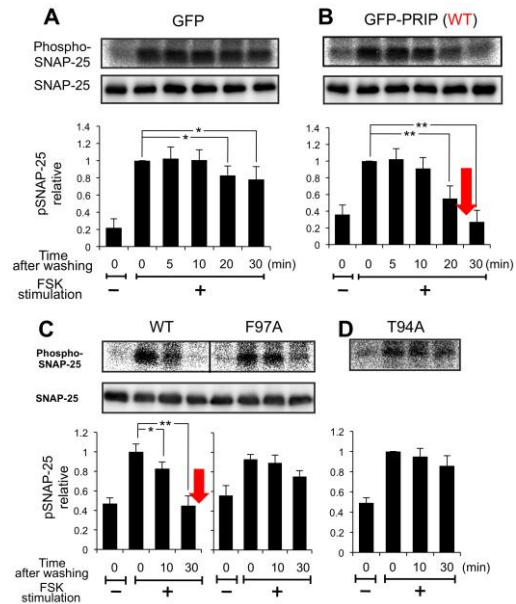 A
GFP
Phospho-
SNAP-25
SNAP-25
pSNAP-25
relative
1.2
1
0.8
0.6
0.4
0.2
0
*
*
Time
after washing
0 0 5 10 20 30 (min)
FSK
stimulation
− +
B
GFP-PRIP (WT)
1.2
1
0.8
0.6
0.4
0.2
0
**
**
0 0 5 10 20 30 (min)
− +
C
WT F97A
Phospho-
SNAP-25
SNAP-25
pSNAP-25
relative
1.2
1
0.8
0.6
0.4
0.2
0
**
*
Time
after washing
0 0 10 30 0 0 10 30
FSK
stimulation
− + − +
D
T94A
1.2
1
0.8
0.6
0.4
0.2
0
0 0 10 30 (min)
− +